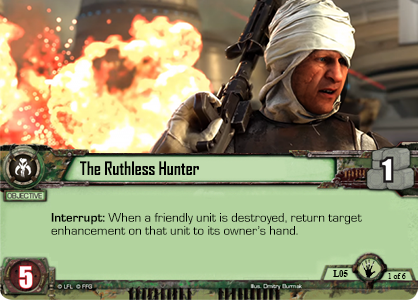 The Ruthless Hunter
1
OBJECTIVE
Interrupt: When a friendly unit is destroyed, return target
enhancement on that unit to its owner's hand.
5
© LFL © FFG
Illus. Dmitry Burmak
L05
1 of 6